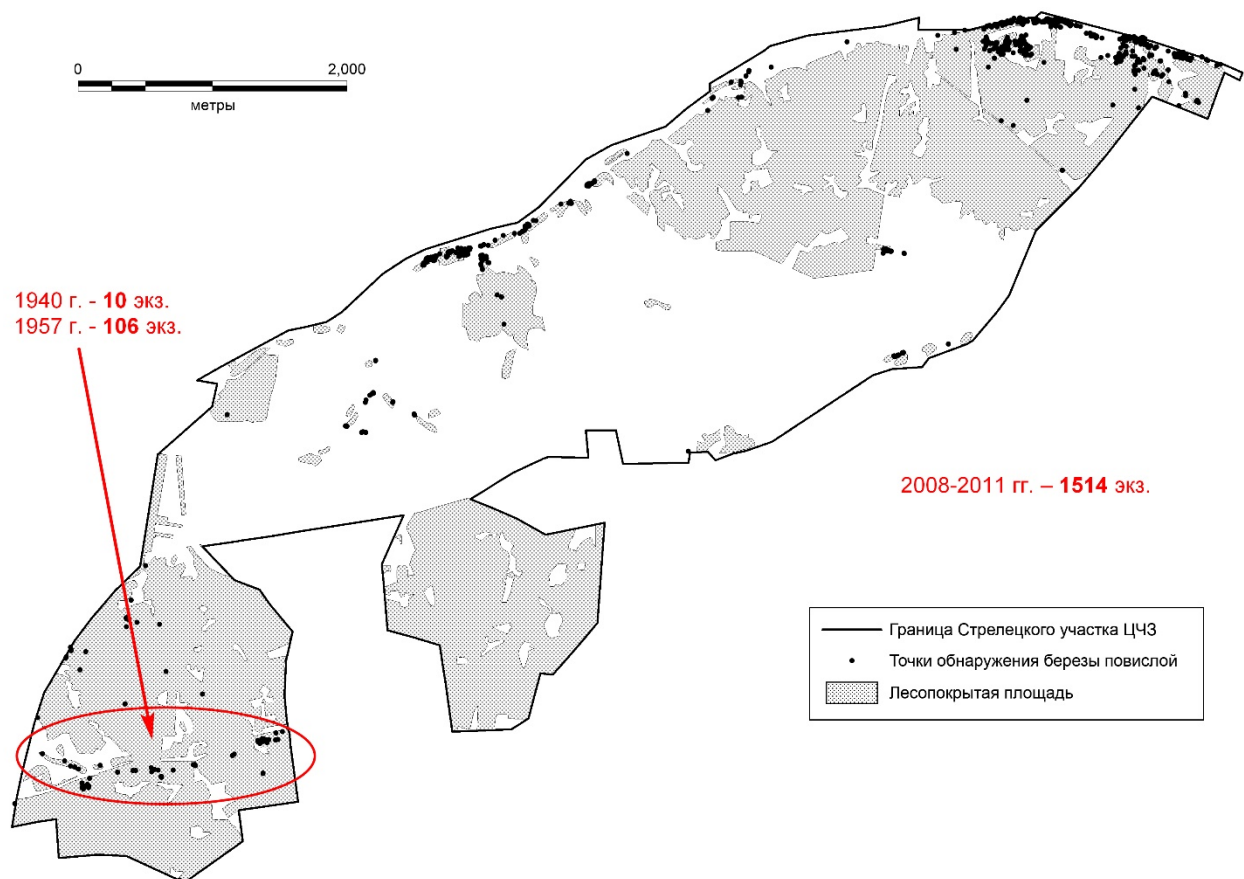 0 2,000
метры
1940 г. - 10 экз.
1957 г. - 106 экз.
2008-2011 гг. – 1514 экз.
Граница Стрелецкого участка ЦЧЗ
Точки обнаружения березы повислой
Лесопокрытая площадь